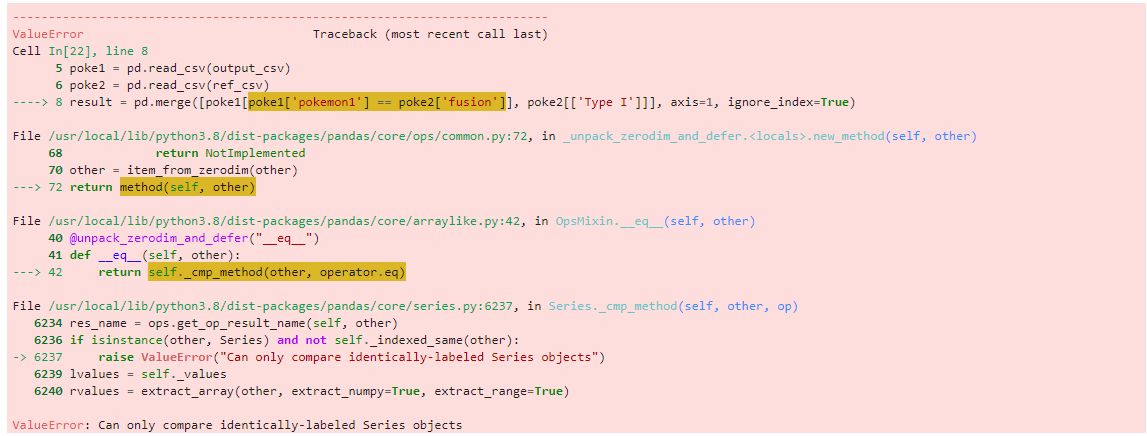 ---------------------------------------------------------------------------
ValueError                                Traceback (most recent call last)
Cell In[22], line 8
      5 poke1 = pd.read_csv(output_csv)
      6 poke2 = pd.read_csv(ref_csv)
----> 8 result = pd.merge([poke1[poke1['pokemon1'] == poke2['fusion']], poke2[['Type I']]], axis=1, ignore_index=True)
File /usr/local/lib/python3.8/dist-packages/pandas/core/ops/common.py:72, in _unpack_zerodim_and_defer.<locals>.new_method(self, other)
     68             return NotImplemented
     70 other = item_from_zerodim(other)
---> 72 return method(self, other)
File /usr/local/lib/python3.8/dist-packages/pandas/core/arraylike.py:42, in OpsMixin.__eq__(self, other)
     40 @unpack_zerodim_and_defer("__eq__")
     41 def __eq__(self, other):
---> 42     return self._cmp_method(other, operator.eq)
File /usr/local/lib/python3.8/dist-packages/pandas/core/series.py:6237, in Series._cmp_method(self, other, op)
   6234 res_name = ops.get_op_result_name(self, other)
   6236 if isinstance(other, Series) and not self._indexed_same(other):
-> 6237     raise ValueError("Can only compare identically-labeled Series objects")
   6239 lvalues = self._values
   6240 rvalues = extract_array(other, extract_numpy=True, extract_range=True)
ValueError: Can only compare identically-labeled Series objects